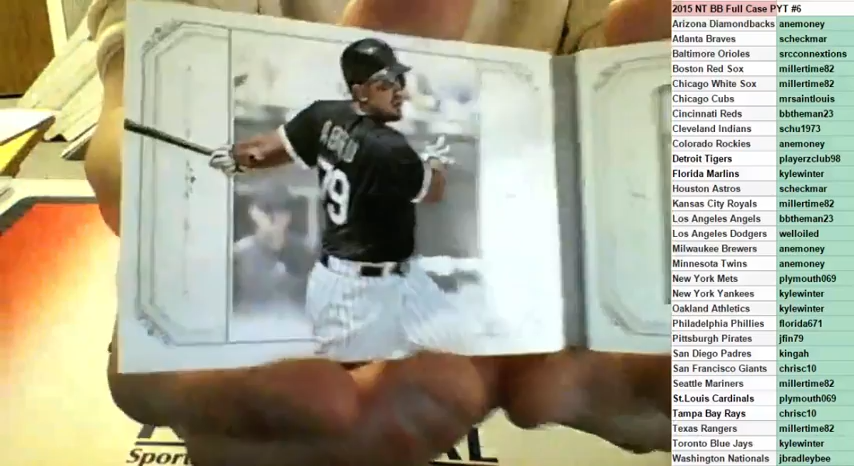 2015 NT BB Full Case PYT #6
Arizona Diamondbacks anemoney
Atlanta Braves scheckmar
Baltimore Orioles srcconnextions
Boston Red Sox millertime82
Chicago White Sox millertime82
Chicago Cubs mrsaintlouis
Cincinnati Reds bbtheman23
Cleveland Indians schu1973
Colorado Rockies anemoney
Detroit Tigers playerzclub98
Florida Marlins kylewinter
Houston Astros scheckmar
Kansas City Royals millertime82
Los Angeles Angels bbtheman23
Los Angeles Dodgers welloiled
Milwaukee Brewers anemoney
Minnesota Twins anemoney
New York Mets plymouth069
New York Yankees kylewinter
Oakland Athletics kylewinter
Philadelphia Phillies florida671
Pittsburgh Pirates jfin79
San Diego Padres kingah
San Francisco Giants chrisc10
Seattle Mariners millertime82
St.Louis Cardinals plymouth069
Tampa Bay Rays chrisc10
Texas Rangers millertime82
Toronto Blue Jays kylewinter
Washington Nationals jbradleybee
ABREU
79